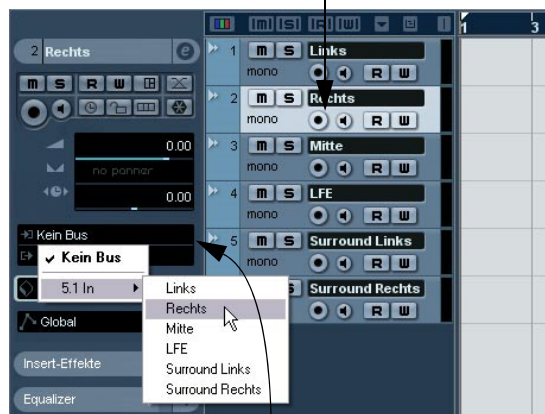 [m] [S] [R] [W]
1 3
2 Rechts e
m S R W
0.00
no panner
0.00
Kein Bus
✓ Kein Bus
5.1 In
Links
Rechts
Mitte
LFE
Surround Links
Surround Rechts
Global
Insert-Effekte
Equalizer
1 m S Links
mono R W
2 m S Rechts
mono R W
3 m S Mitte
mono R W
4 m S LFE
mono R W
5 m S Surround Links
mono R W
S Surround Rechts
R W